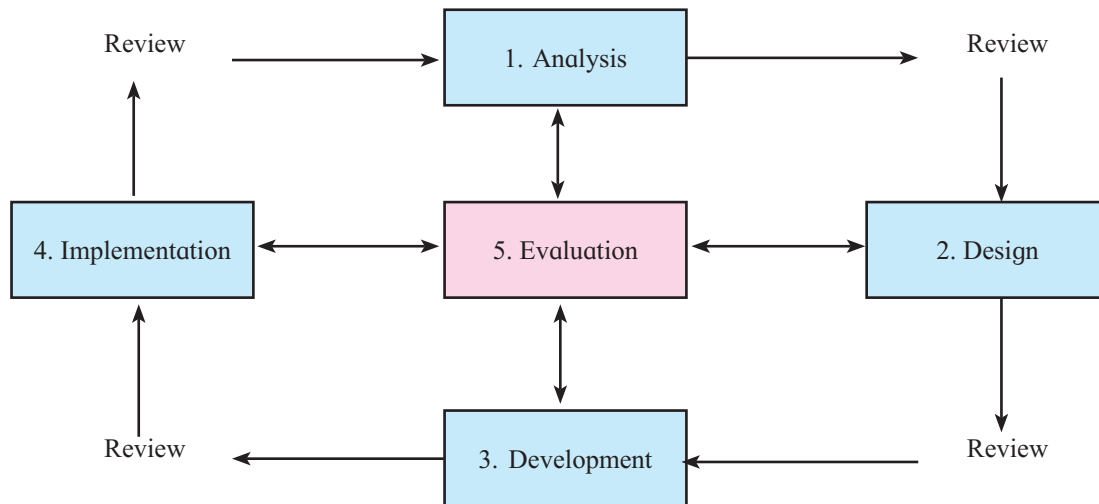 Review
1. Analysis
Review
4. Implementation
5. Evaluation
2. Design
Review
3. Development
Review